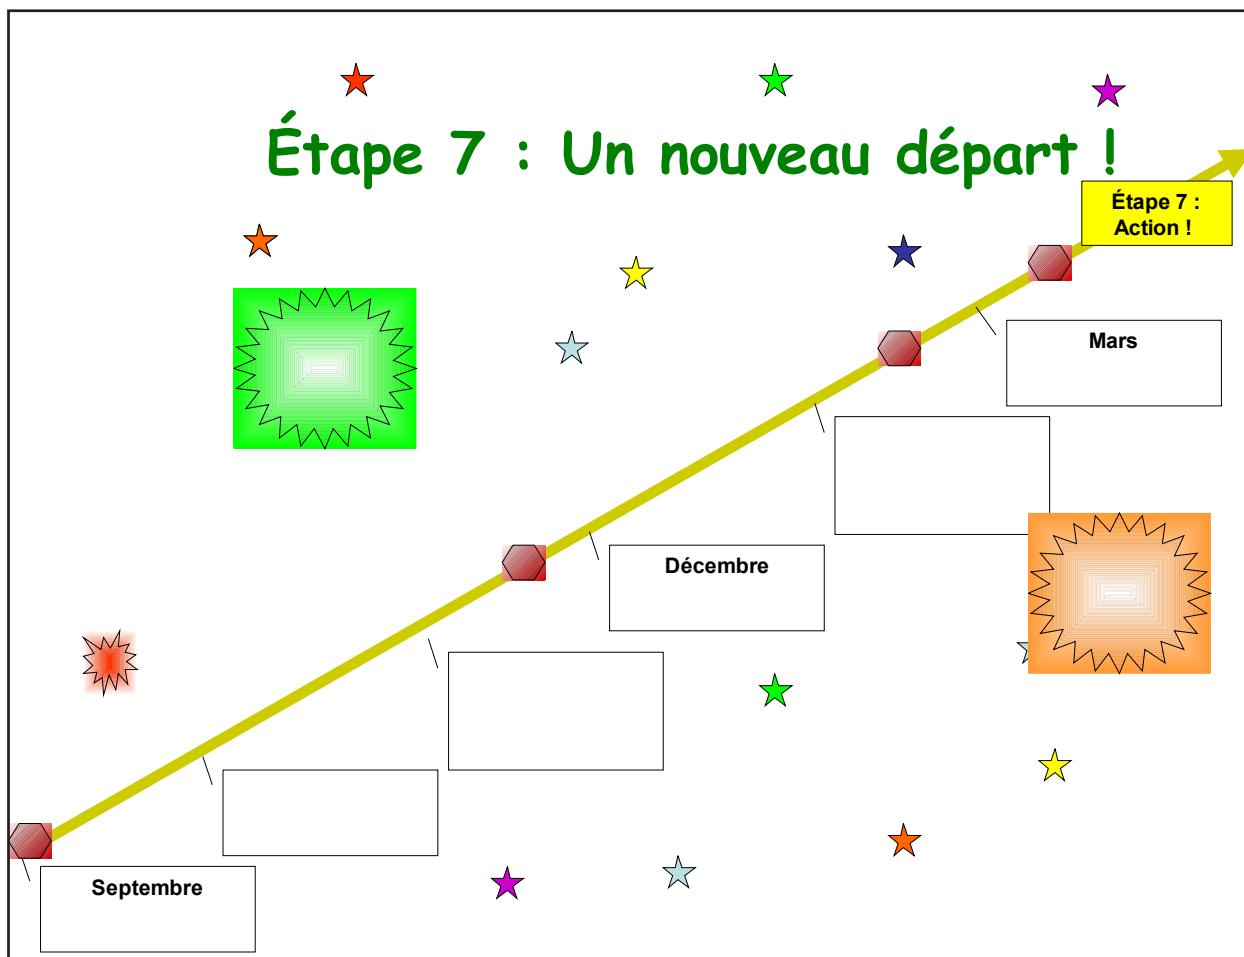 Étape 7 : Un nouveau départ !
Étape 7 :
Action !
Mars
Décembre
Septembre